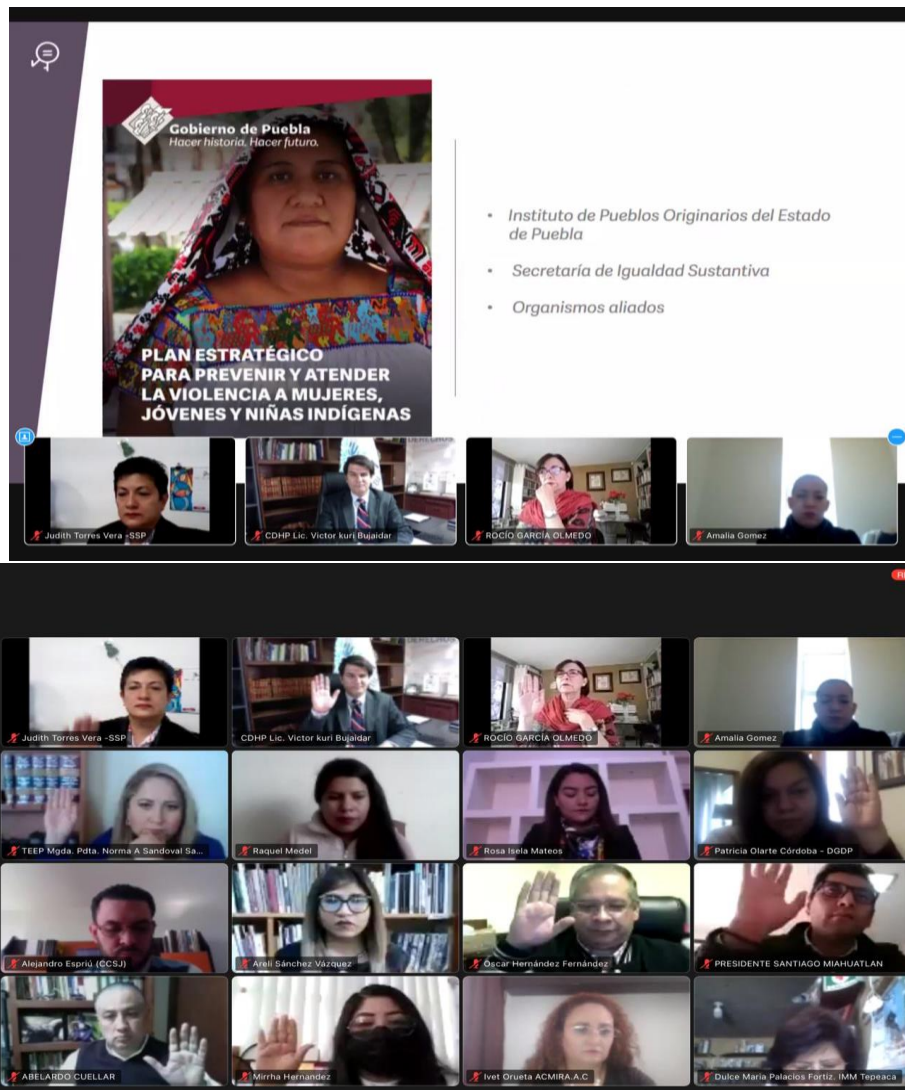 Gobierno de Puebla
Hacer historia. Hacer futuro.
PLAN ESTRATÉGICO
PARA PREVENIR Y ATENDER
LA VIOLENCIA A MUJERES,
JÓVENES Y NIÑAS INDÍGENAS
• Instituto de Pueblos Originarios del Estado
de Puebla
• Secretaría de Igualdad Sustantiva
• Organismos aliados
Judith Torres Vera -SSP
CDHP Lic. Victor kuri Bujaidar
ROCÍO GARCÍA OLMEDO
Amalia Gomez
Judith Torres Vera -SSP
CDHP Lic. Victor kuri Bujaidar
ROCÍO GARCÍA OLMEDO
Amalia Gomez
TEEP Mgda. Pdta. Norma A Sandoval Sa...
Raquel Medel
Rosa Isela Mateos
Patricia Olarte Córdoba - DGDP
Alejandro Espriú (CCSJ)
Areli Sánchez Vázquez
Óscar Hernández Fernández
PRESIDENTE SANTIAGO MIAHUATLAN
ABELARDO CUELLAR
Mirrha Hernandez
Ivet Orueta ACMIRA.A.C
Dulce Maria Palacios Fortiz. IMM Tepeaca